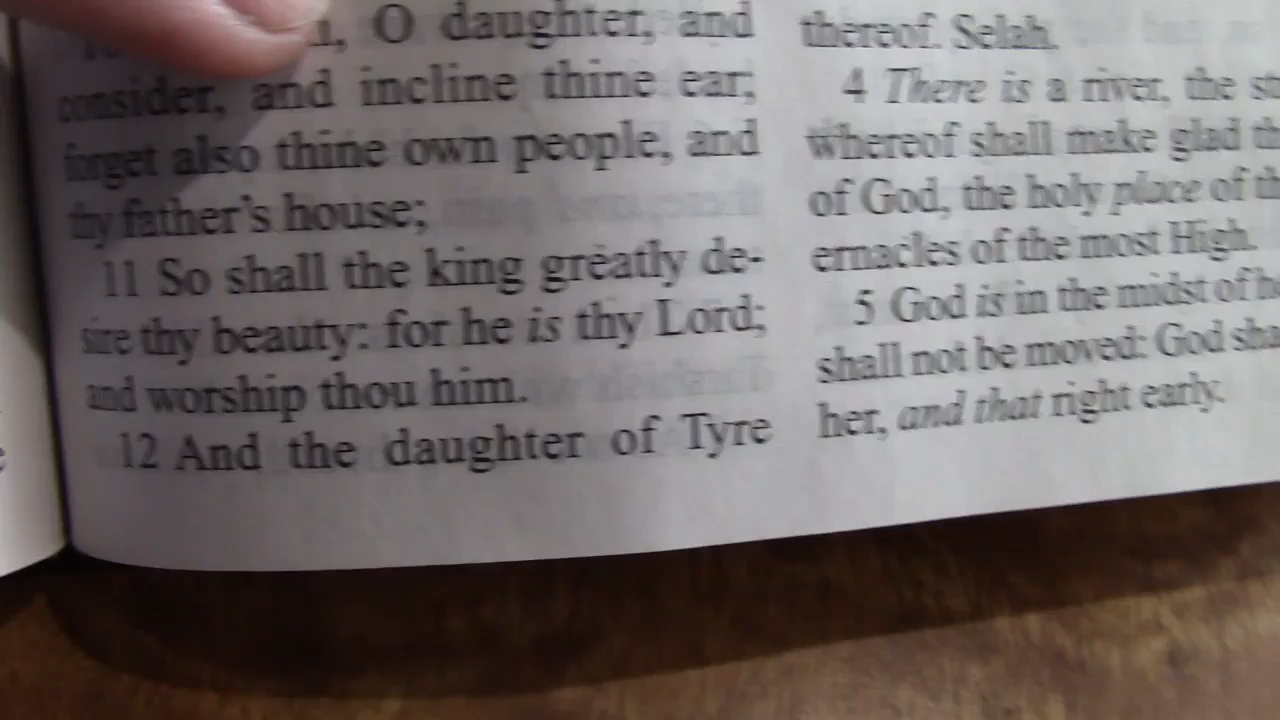 O daughter, and
consider, and incline thine ear;
forget also thine own people, and
thy father's house;
11 So shall the king greatly de-
sire thy beauty: for he is thy Lord;
and worship thou him.
12 And the daughter of Tyre
thereof. Selah.
4 There is a river, the
whereof shall make glad
of God, the holy place of
ernacles of the most High.
5 God is in the midst of
shall not be moved: God
her, and that right early.